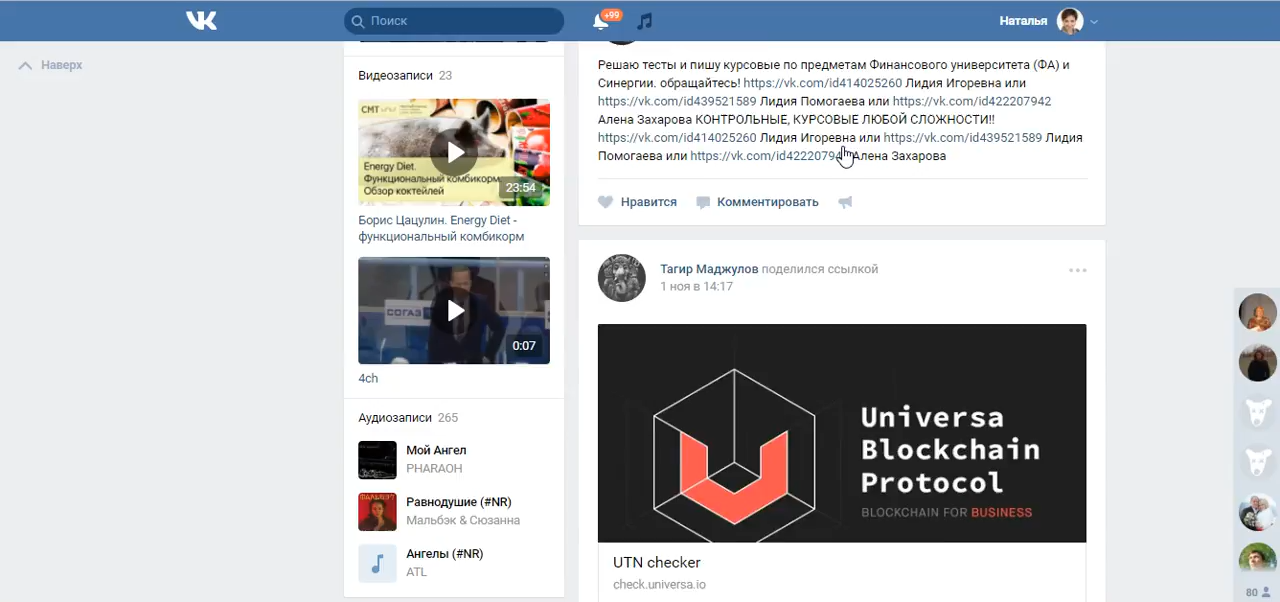 Поиск
+99
Наталья
Наверх
Видеозаписи 23
СМТ
Energy Diet.
Функциональный комбикорм.
Обзор коктейлей
23:54
Борис Цацулин. Energy Diet -
функциональный комбикорм
СОГАЗ
0:07
4ch
Аудиозаписи 265
Мой Ангел
PHARAOH
Равнодушие (#NR)
Мальбэк & Сюзанна
Ангелы (#NR)
ATL
Решаю тесты и пишу курсовые по предметам Финансового университета (ФА) и
Синергии. обращайтесь! https://vk.com/id414025260 Лидия Игоревна или
https://vk.com/id439521589 Лидия Помогаева или https://vk.com/id422207942
Алена Захарова КОНТРОЛЬНЫЕ, КУРСОВЫЕ ЛЮБОЙ СЛОЖНОСТИ!!
https://vk.com/id414025260 Лидия Игоревна или https://vk.com/id439521589 Лидия
Помогаева или https://vk.com/id42220794 Алена Захарова
Нравится
Комментировать
Тагир Маджулов поделился ссылкой
1 ноя в 14:17
Universa
Blockchain
Protocol
BLOCKCHAIN FOR BUSINESS
UTN checker
check.universa.io
80